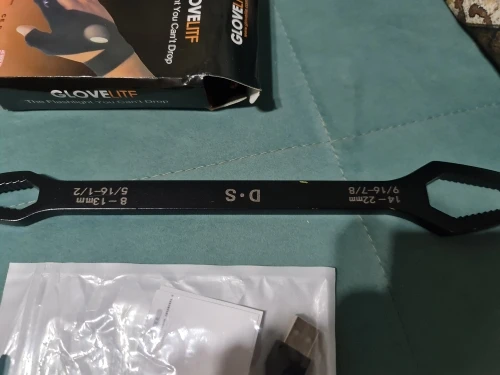 GLOVELITE
t You Can't Drop
GLOVELITE
GLOVELITE
The Flashlight You Can't Drop
8-13mm
5/16-1/2
D·S
14-22mm
9/16-7/8